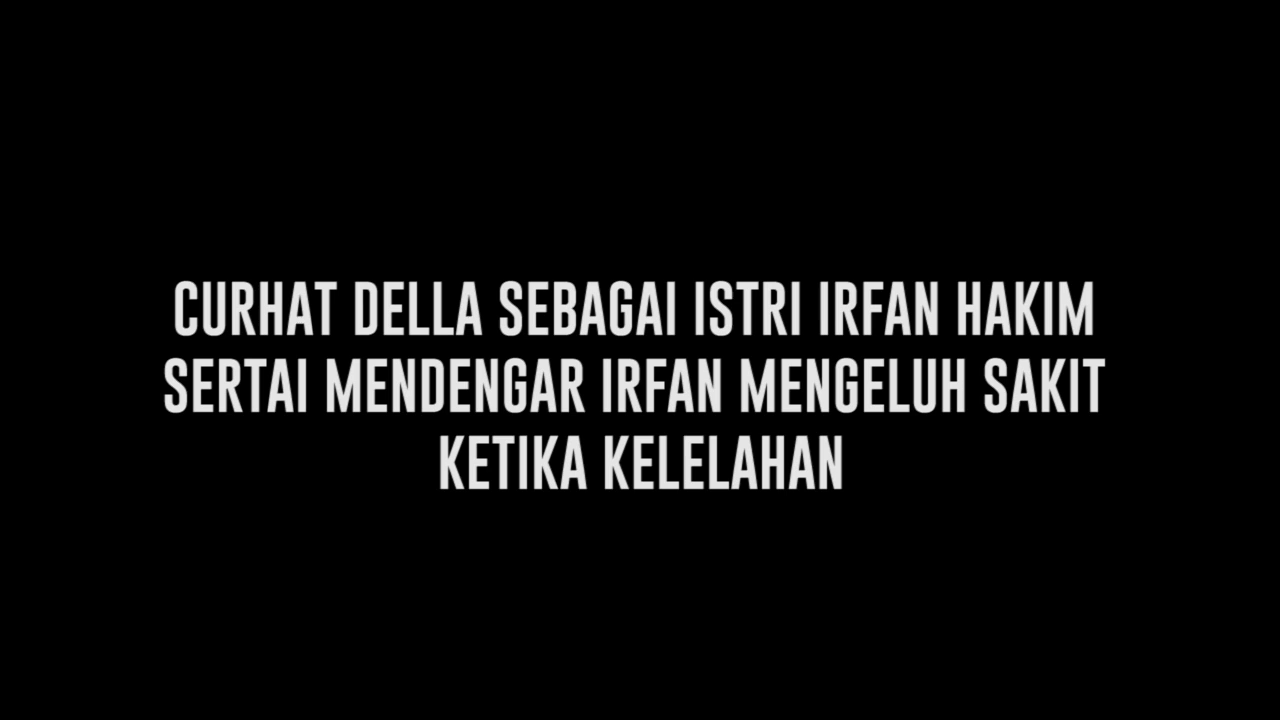 CURHAT DELLA SEBAGAI ISTRI IRFAN HAKIM
SERTAI MENDENGAR IRFAN MENGELUH SAKIT
KETIKA KELELAHAN